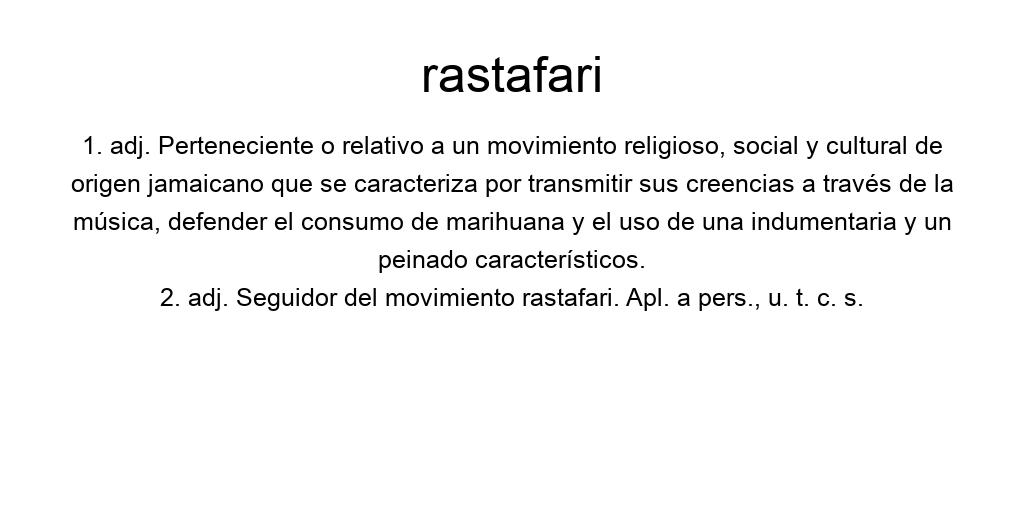 rastafari
1. adj. Perteneciente o relativo a un movimiento religioso, social y cultural de
origen jamaicano que se caracteriza por transmitir sus creencias a través de la
música, defender el consumo de marihuana y el uso de una indumentaria y un
peinado característicos.
2. adj. Seguidor del movimiento rastafari. Apl. a pers., u. t. c. s.